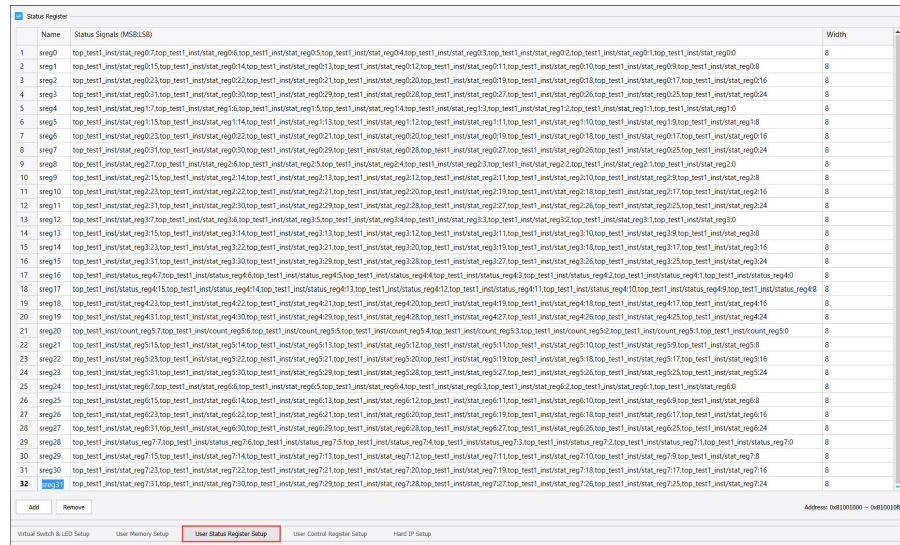 Status Register
Name Status Signals (MSB:LSB) Width
1 sreg0 top_test1_inst/stat_reg0:7,top_test1_inst/stat_reg0:6,top_test1_inst/stat_reg0:5,top_test1_inst/stat_reg0:4,top_test1_inst/stat_reg0:3,top_test1_inst/stat_reg0:2,top_test1_inst/stat_reg0:1,top_test1_inst/stat_reg0:0 8
2 sreg1 top_test1_inst/stat_reg0:15,top_test1_inst/stat_reg0:14,top_test1_inst/stat_reg0:13,top_test1_inst/stat_reg0:12,top_test1_inst/stat_reg0:11,top_test1_inst/stat_reg0:10,top_test1_inst/stat_reg0:9,top_test1_inst/stat_reg0:8 8
3 sreg2 top_test1_inst/stat_reg0:23,top_test1_inst/stat_reg0:22,top_test1_inst/stat_reg0:21,top_test1_inst/stat_reg0:20,top_test1_inst/stat_reg0:19,top_test1_inst/stat_reg0:18,top_test1_inst/stat_reg0:17,top_test1_inst/stat_reg0:16 8
4 sreg3 top_test1_inst/stat_reg0:31,top_test1_inst/stat_reg0:30,top_test1_inst/stat_reg0:29,top_test1_inst/stat_reg0:28,top_test1_inst/stat_reg0:27,top_test1_inst/stat_reg0:26,top_test1_inst/stat_reg0:25,top_test1_inst/stat_reg0:24 8
5 sreg4 top_test1_inst/stat_reg1:7,top_test1_inst/stat_reg1:6,top_test1_inst/stat_reg1:5,top_test1_inst/stat_reg1:4,top_test1_inst/stat_reg1:3,top_test1_inst/stat_reg1:2,top_test1_inst/stat_reg1:1,top_test1_inst/stat_reg1:0 8
6 sreg5 top_test1_inst/stat_reg1:15,top_test1_inst/stat_reg1:14,top_test1_inst/stat_reg1:13,top_test1_inst/stat_reg1:12,top_test1_inst/stat_reg1:11,top_test1_inst/stat_reg1:10,top_test1_inst/stat_reg1:9,top_test1_inst/stat_reg1:8 8
7 sreg6 top_test1_inst/stat_reg0:23,top_test1_inst/stat_reg0:22,top_test1_inst/stat_reg0:21,top_test1_inst/stat_reg0:20,top_test1_inst/stat_reg0:19,top_test1_inst/stat_reg0:18,top_test1_inst/stat_reg0:17,top_test1_inst/stat_reg0:16 8
8 sreg7 top_test1_inst/stat_reg0:31,top_test1_inst/stat_reg0:30,top_test1_inst/stat_reg0:29,top_test1_inst/stat_reg0:28,top_test1_inst/stat_reg0:27,top_test1_inst/stat_reg0:26,top_test1_inst/stat_reg0:25,top_test1_inst/stat_reg0:24 8
9 sreg8 top_test1_inst/stat_reg2:7,top_test1_inst/stat_reg2:6,top_test1_inst/stat_reg2:5,top_test1_inst/stat_reg2:4,top_test1_inst/stat_reg2:3,top_test1_inst/stat_reg2:2,top_test1_inst/stat_reg2:1,top_test1_inst/stat_reg2:0 8
10 sreg9 top_test1_inst/stat_reg2:15,top_test1_inst/stat_reg2:14,top_test1_inst/stat_reg2:13,top_test1_inst/stat_reg2:12,top_test1_inst/stat_reg2:11,top_test1_inst/stat_reg2:10,top_test1_inst/stat_reg2:9,top_test1_inst/stat_reg2:8 8
11 sreg10 top_test1_inst/stat_reg2:23,top_test1_inst/stat_reg2:22,top_test1_inst/stat_reg2:21,top_test1_inst/stat_reg2:20,top_test1_inst/stat_reg2:19,top_test1_inst/stat_reg2:18,top_test1_inst/stat_reg2:17,top_test1_inst/stat_reg2:16 8
12 sreg11 top_test1_inst/stat_reg2:31,top_test1_inst/stat_reg2:30,top_test1_inst/stat_reg2:29,top_test1_inst/stat_reg2:28,top_test1_inst/stat_reg2:27,top_test1_inst/stat_reg2:26,top_test1_inst/stat_reg2:25,top_test1_inst/stat_reg2:24 8
13 sreg12 top_test1_inst/stat_reg3:7,top_test1_inst/stat_reg3:6,top_test1_inst/stat_reg3:5,top_test1_inst/stat_reg3:4,top_test1_inst/stat_reg3:3,top_test1_inst/stat_reg3:2,top_test1_inst/stat_reg3:1,top_test1_inst/stat_reg3:0 8
14 sreg13 top_test1_inst/stat_reg3:15,top_test1_inst/stat_reg3:14,top_test1_inst/stat_reg3:13,top_test1_inst/stat_reg3:12,top_test1_inst/stat_reg3:11,top_test1_inst/stat_reg3:10,top_test1_inst/stat_reg3:9,top_test1_inst/stat_reg3:8 8
15 sreg14 top_test1_inst/stat_reg3:23,top_test1_inst/stat_reg3:22,top_test1_inst/stat_reg3:21,top_test1_inst/stat_reg3:20,top_test1_inst/stat_reg3:19,top_test1_inst/stat_reg3:18,top_test1_inst/stat_reg3:17,top_test1_inst/stat_reg3:16 8
16 sreg15 top_test1_inst/stat_reg3:31,top_test1_inst/stat_reg3:30,top_test1_inst/stat_reg3:29,top_test1_inst/stat_reg3:28,top_test1_inst/stat_reg3:27,top_test1_inst/stat_reg3:26,top_test1_inst/stat_reg3:25,top_test1_inst/stat_reg3:24 8
17 sreg16 top_test1_inst/status_reg4:7,top_test1_inst/status_reg4:6,top_test1_inst/status_reg4:5,top_test1_inst/status_reg4:4,top_test1_inst/status_reg4:3,top_test1_inst/status_reg4:2,top_test1_inst/status_reg4:1,top_test1_inst/status_reg4:0 8
18 sreg17 top_test1_inst/status_reg4:15,top_test1_inst/status_reg4:14,top_test1_inst/status_reg4:13,top_test1_inst/status_reg4:12,top_test1_inst/status_reg4:11,top_test1_inst/status_reg4:10,top_test1_inst/status_reg4:9,top_test1_inst/status_reg4:8 8
19 sreg18 top_test1_inst/stat_reg4:23,top_test1_inst/stat_reg4:22,top_test1_inst/stat_reg4:21,top_test1_inst/stat_reg4:20,top_test1_inst/stat_reg4:19,top_test1_inst/stat_reg4:18,top_test1_inst/stat_reg4:17,top_test1_inst/stat_reg4:16 8
20 sreg19 top_test1_inst/stat_reg4:31,top_test1_inst/stat_reg4:30,top_test1_inst/stat_reg4:29,top_test1_inst/stat_reg4:28,top_test1_inst/stat_reg4:27,top_test1_inst/stat_reg4:26,top_test1_inst/stat_reg4:25,top_test1_inst/stat_reg4:24 8
21 sreg20 top_test1_inst/count_reg5:7,top_test1_inst/count_reg5:6,top_test1_inst/count_reg5:5,top_test1_inst/count_reg5:4,top_test1_inst/count_reg5:3,top_test1_inst/count_reg5:2,top_test1_inst/count_reg5:1,top_test1_inst/count_reg5:0 8
22 sreg21 top_test1_inst/stat_reg5:15,top_test1_inst/stat_reg5:14,top_test1_inst/stat_reg5:13,top_test1_inst/stat_reg5:12,top_test1_inst/stat_reg5:11,top_test1_inst/stat_reg5:10,top_test1_inst/stat_reg5:9,top_test1_inst/stat_reg5:8 8
23 sreg22 top_test1_inst/stat_reg5:23,top_test1_inst/stat_reg5:22,top_test1_inst/stat_reg5:21,top_test1_inst/stat_reg5:20,top_test1_inst/stat_reg5:19,top_test1_inst/stat_reg5:18,top_test1_inst/stat_reg5:17,top_test1_inst/stat_reg5:16 8
24 sreg23 top_test1_inst/stat_reg5:31,top_test1_inst/stat_reg5:30,top_test1_inst/stat_reg5:29,top_test1_inst/stat_reg5:28,top_test1_inst/stat_reg5:27,top_test1_inst/stat_reg5:26,top_test1_inst/stat_reg5:25,top_test1_inst/stat_reg5:24 8
25 sreg24 top_test1_inst/stat_reg6:7,top_test1_inst/stat_reg6:6,top_test1_inst/stat_reg6:5,top_test1_inst/stat_reg6:4,top_test1_inst/stat_reg6:3,top_test1_inst/stat_reg6:2,top_test1_inst/stat_reg6:1,top_test1_inst/stat_reg6:0 8
26 sreg25 top_test1_inst/stat_reg6:15,top_test1_inst/stat_reg6:14,top_test1_inst/stat_reg6:13,top_test1_inst/stat_reg6:12,top_test1_inst/stat_reg6:11,top_test1_inst/stat_reg6:10,top_test1_inst/stat_reg6:9,top_test1_inst/stat_reg6:8 8
27 sreg26 top_test1_inst/stat_reg6:23,top_test1_inst/stat_reg6:22,top_test1_inst/stat_reg6:21,top_test1_inst/stat_reg6:20,top_test1_inst/stat_reg6:19,top_test1_inst/stat_reg6:18,top_test1_inst/stat_reg6:17,top_test1_inst/stat_reg6:16 8
28 sreg27 top_test1_inst/stat_reg6:31,top_test1_inst/stat_reg6:30,top_test1_inst/stat_reg6:29,top_test1_inst/stat_reg6:28,top_test1_inst/stat_reg6:27,top_test1_inst/stat_reg6:26,top_test1_inst/stat_reg6:25,top_test1_inst/stat_reg6:24 8
29 sreg28 top_test1_inst/status_reg7:7,top_test1_inst/status_reg7:6,top_test1_inst/status_reg7:5,top_test1_inst/status_reg7:4,top_test1_inst/status_reg7:3,top_test1_inst/status_reg7:2,top_test1_inst/status_reg7:1,top_test1_inst/status_reg7:0 8
30 sreg29 top_test1_inst/stat_reg7:15,top_test1_inst/stat_reg7:14,top_test1_inst/stat_reg7:13,top_test1_inst/stat_reg7:12,top_test1_inst/stat_reg7:11,top_test1_inst/stat_reg7:10,top_test1_inst/stat_reg7:9,top_test1_inst/stat_reg7:8 8
31 sreg30 top_test1_inst/stat_reg7:23,top_test1_inst/stat_reg7:22,top_test1_inst/stat_reg7:21,top_test1_inst/stat_reg7:20,top_test1_inst/stat_reg7:19,top_test1_inst/stat_reg7:18,top_test1_inst/stat_reg7:17,top_test1_inst/stat_reg7:16 8
32 sreg31 top_test1_inst/stat_reg7:31,top_test1_inst/stat_reg7:30,top_test1_inst/stat_reg7:29,top_test1_inst/stat_reg7:28,top_test1_inst/stat_reg7:27,top_test1_inst/stat_reg7:26,top_test1_inst/stat_reg7:25,top_test1_inst/stat_reg7:24 8
Add Remove Address: 0x81001000 ~ 0x810010f
Virtual Switch & LED Setup User Memory Setup User Status Register Setup User Control Register Setup Hard IP Setup